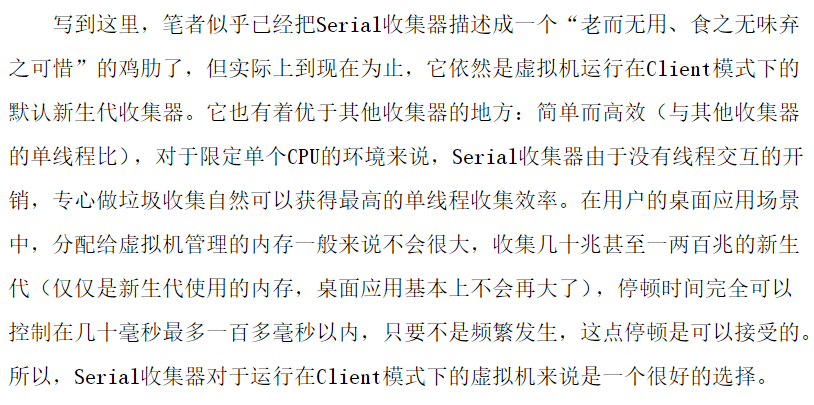 写到这里，笔者似乎已经把Serial收集器描述成一个“老而无用、食之无味弃
之可惜”的鸡肋了，但实际上到现在为止，它依然是虚拟机运行在Client模式下的
默认新生代收集器。它也有着优于其他收集器的地方：简单而高效（与其他收集器
的单线程比），对于限定单个CPU的环境来说，Serial收集器由于没有线程交互的开
销，专心做垃圾收集自然可以获得最高的单线程收集效率。在用户的桌面应用场景
中，分配给虚拟机管理的内存一般来说不会很大，收集几十兆甚至一两百兆的新生
代（仅仅是新生代使用的内存，桌面应用基本上不会再大了），停顿时间完全可以
控制在几十毫秒最多一百多毫秒以内，只要不是频繁发生，这点停顿是可以接受的。
所以，Serial收集器对于运行在Client模式下的虚拟机来说是一个很好的选择。